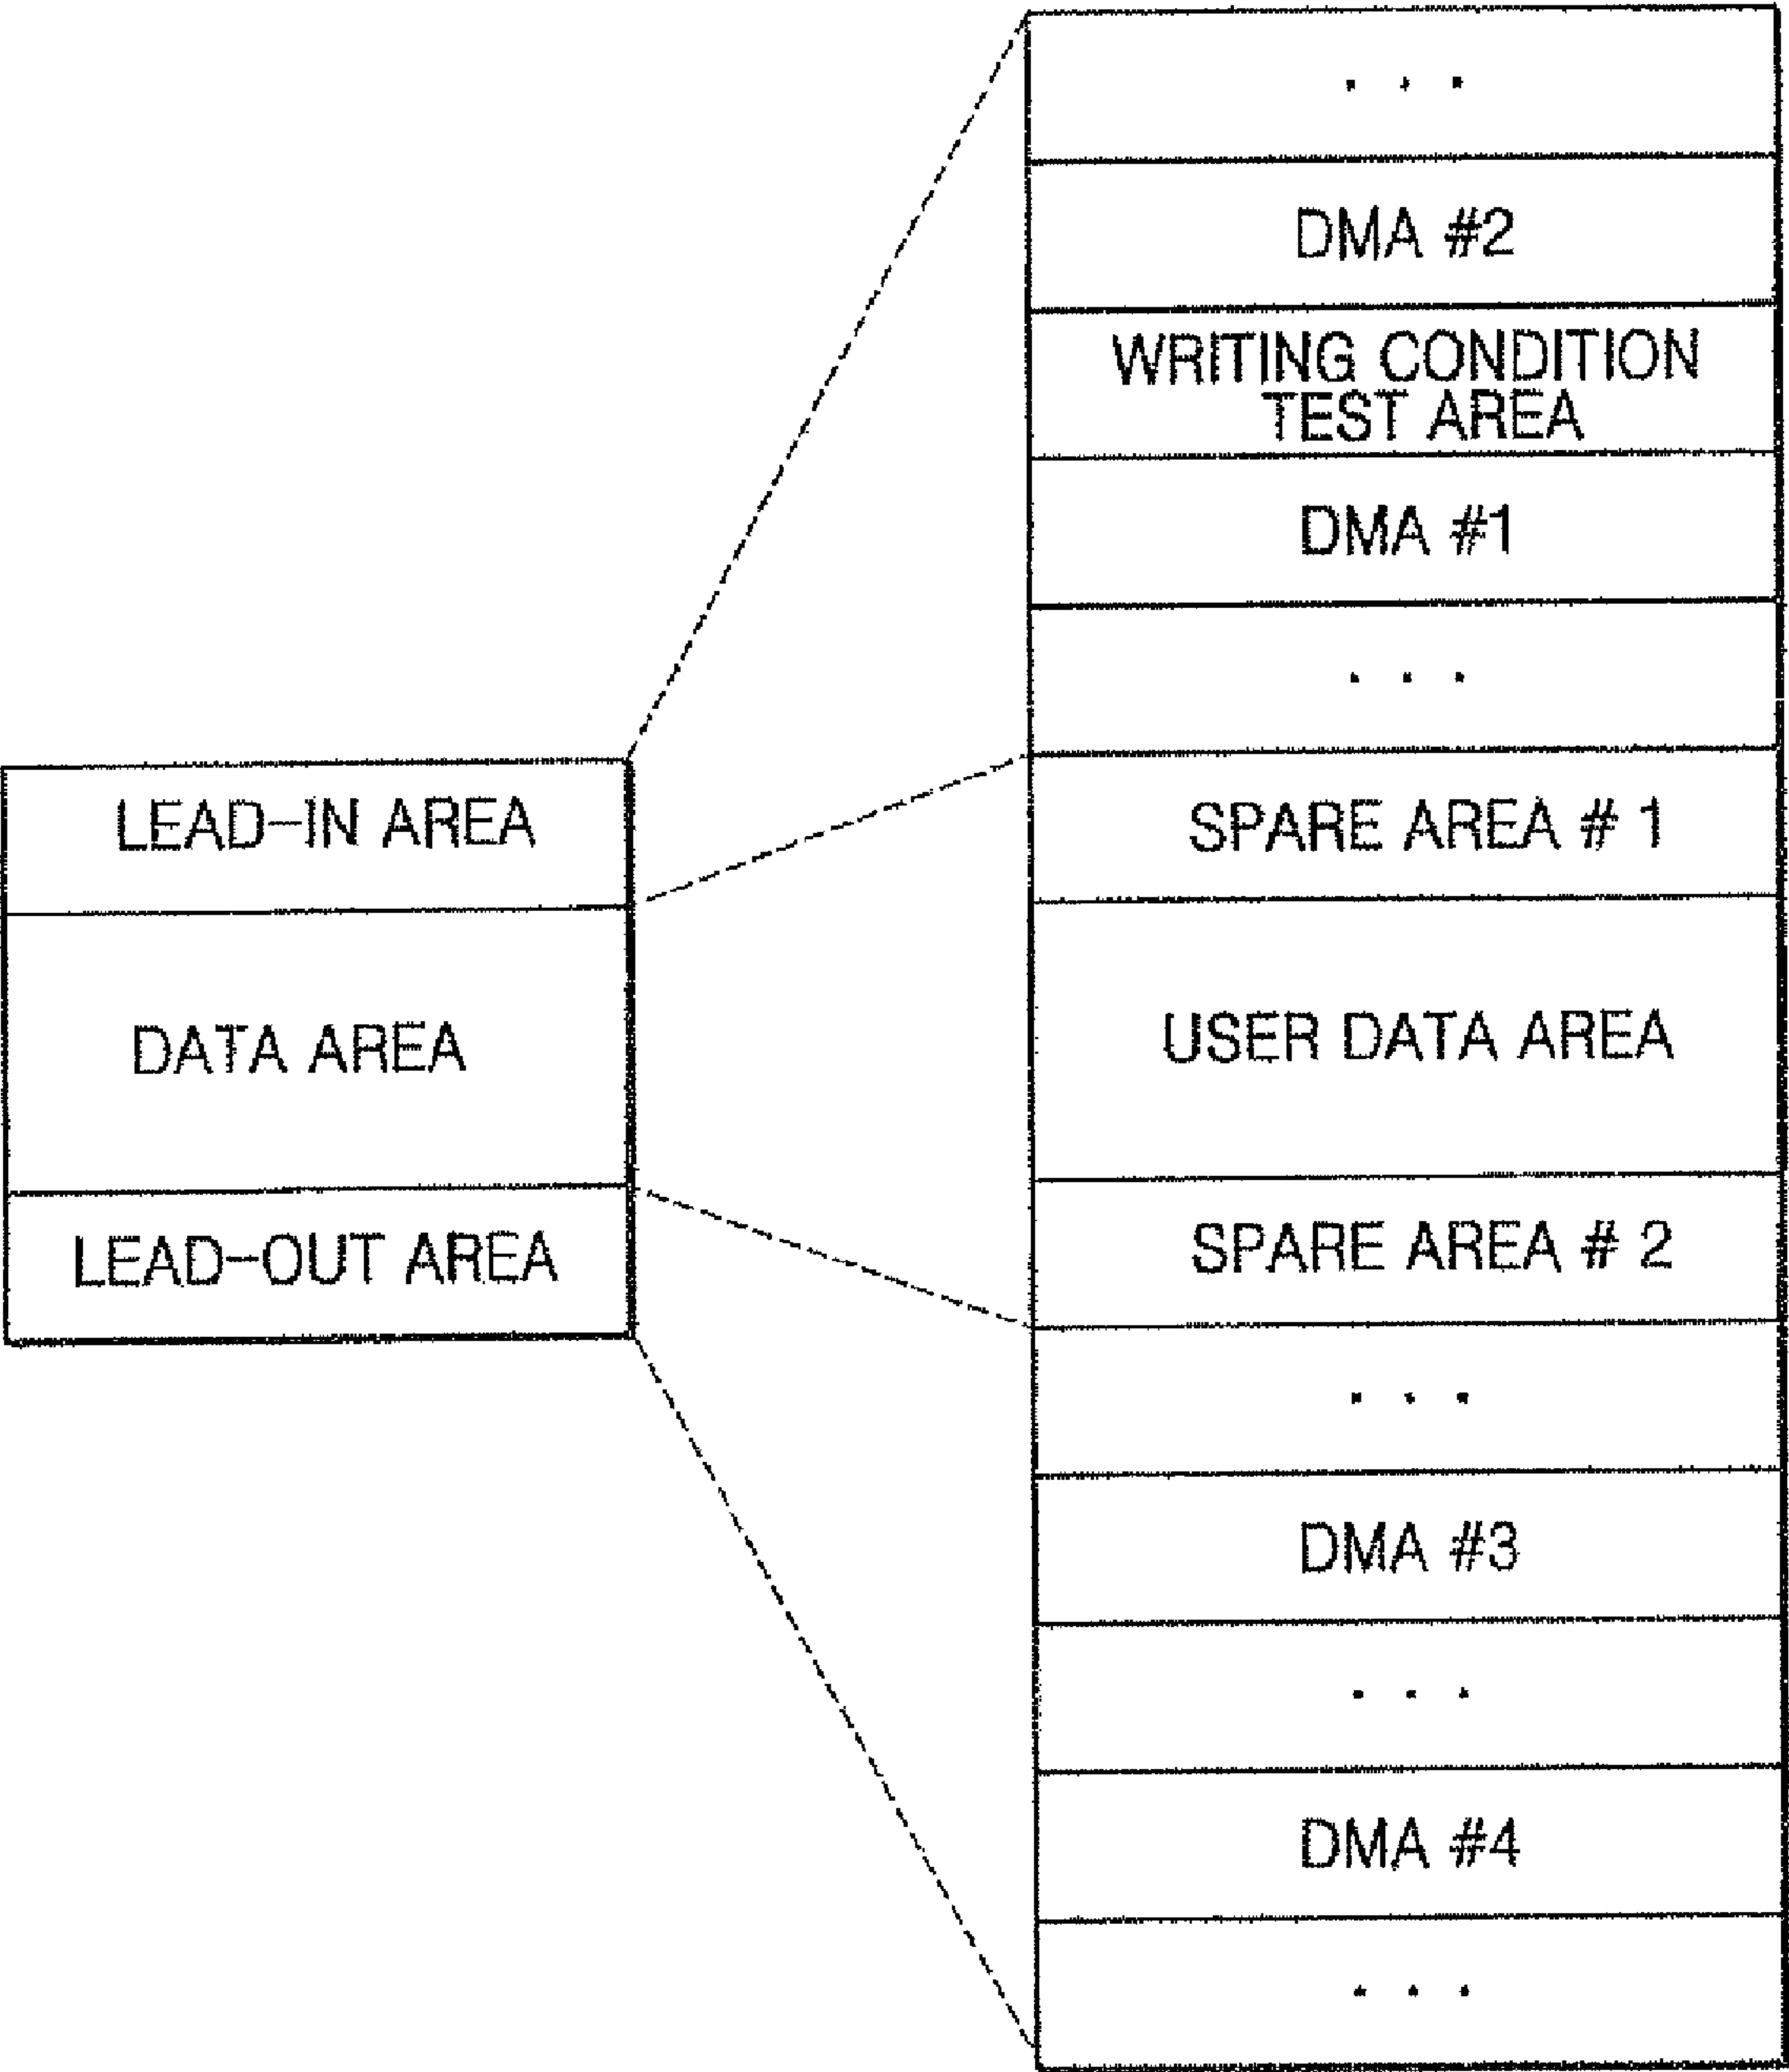 LEAD-IN AREA
DATA AREA
LEAD-OUT AREA
. . .
DMA #2
WRITING CONDITION
TEST AREA
DMA #1
. . .
SPARE AREA # 1
USER DATA AREA
SPARE AREA # 2
. . .
DMA #3
. . .
DMA #4
. . .